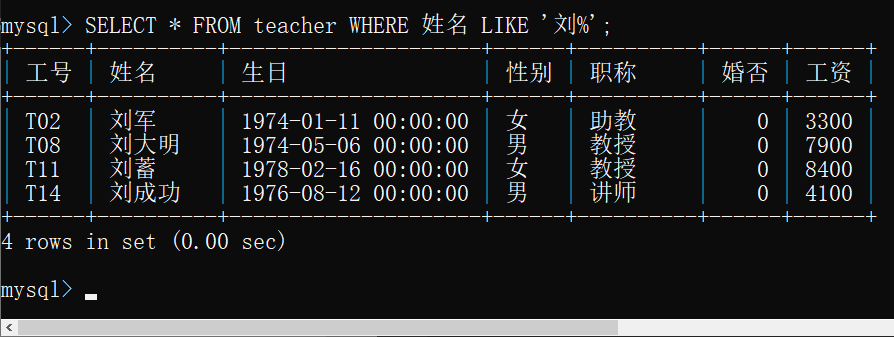 mysql> SELECT * FROM teacher WHERE 姓名 LIKE '刘%';
+------+----------+---------------------+------+----------+------+------+
| 工号 | 姓名 | 生日 | 性别 | 职称 | 婚否 | 工资 |
+------+----------+---------------------+------+----------+------+------+
| T02 | 刘军 | 1974-01-11 00:00:00 | 女 | 助教 | 0 | 3300 |
| T08 | 刘大明 | 1974-05-06 00:00:00 | 男 | 教授 | 0 | 7900 |
| T11 | 刘蓄 | 1978-02-16 00:00:00 | 女 | 教授 | 0 | 8400 |
| T14 | 刘成功 | 1976-08-12 00:00:00 | 男 | 讲师 | 0 | 4100 |
+------+----------+---------------------+------+----------+------+------+
4 rows in set (0.00 sec)
mysql>